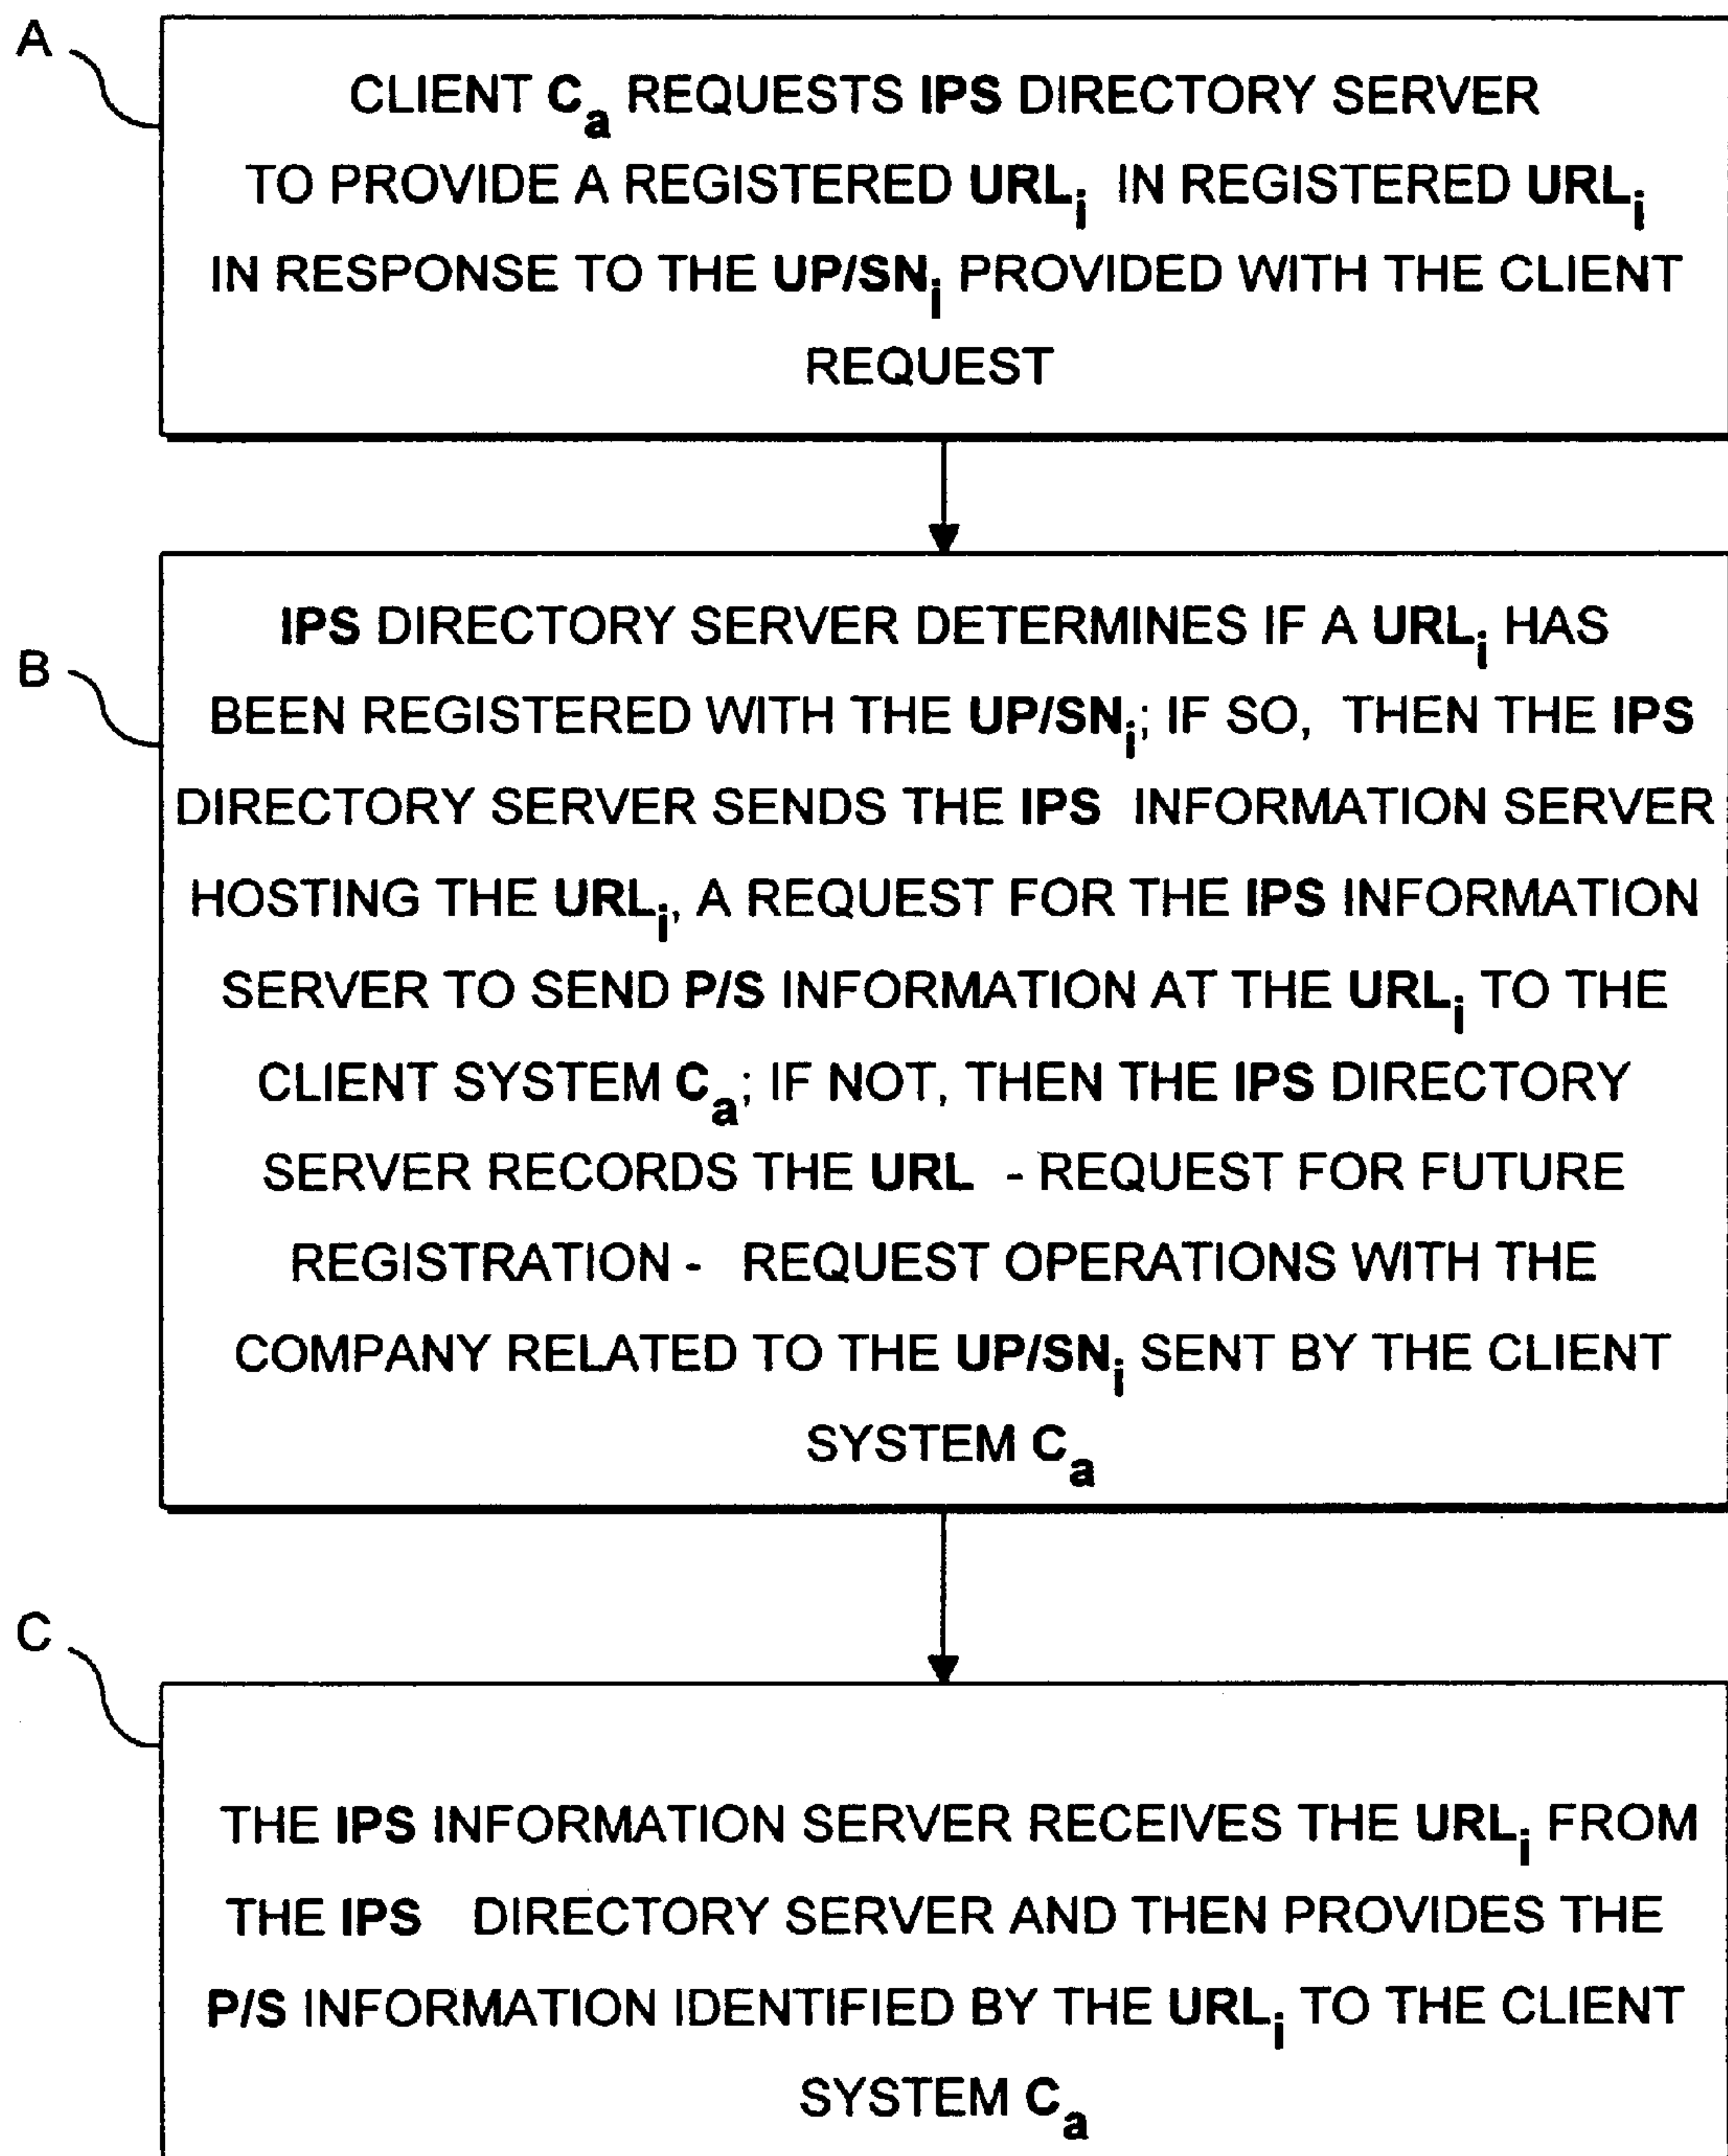 A
CLIENT Ca REQUESTS IPS DIRECTORY SERVER
TO PROVIDE A REGISTERED URLi IN REGISTERED URLi
IN RESPONSE TO THE UP/SNi PROVIDED WITH THE CLIENT
REQUEST
B
IPS DIRECTORY SERVER DETERMINES IF A URLi HAS
BEEN REGISTERED WITH THE UP/SNi; IF SO, THEN THE IPS
DIRECTORY SERVER SENDS THE IPS INFORMATION SERVER
HOSTING THE URLi, A REQUEST FOR THE IPS INFORMATION
SERVER TO SEND P/S INFORMATION AT THE URLi TO THE
CLIENT SYSTEM Ca; IF NOT, THEN THE IPS DIRECTORY
SERVER RECORDS THE URL - REQUEST FOR FUTURE
REGISTRATION - REQUEST OPERATIONS WITH THE
COMPANY RELATED TO THE UP/SNi SENT BY THE CLIENT
SYSTEM Ca
C
THE IPS INFORMATION SERVER RECEIVES THE URLi FROM
THE IPS DIRECTORY SERVER AND THEN PROVIDES THE
P/S INFORMATION IDENTIFIED BY THE URLi TO THE CLIENT
SYSTEM Ca